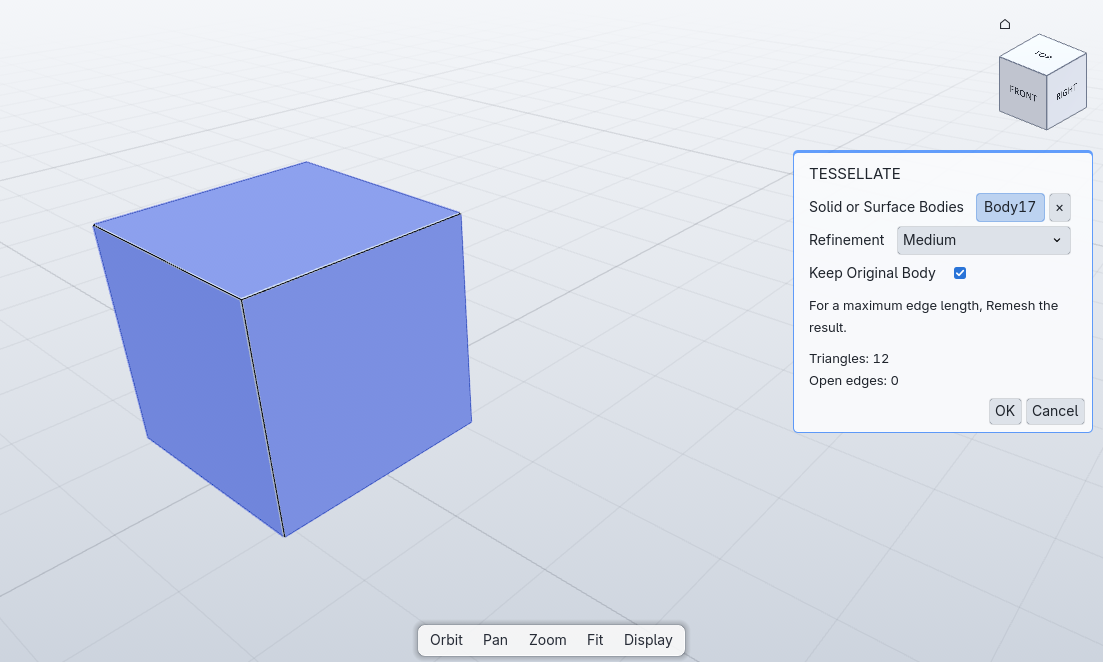 TOP
FRONT
RIGHT
TESSELLATE
Solid or Surface Bodies Body17 ×
Refinement Medium
Keep Original Body
For a maximum edge length, Remesh the
result.
Triangles: 12
Open edges: 0
OK Cancel
Orbit Pan Zoom Fit Display